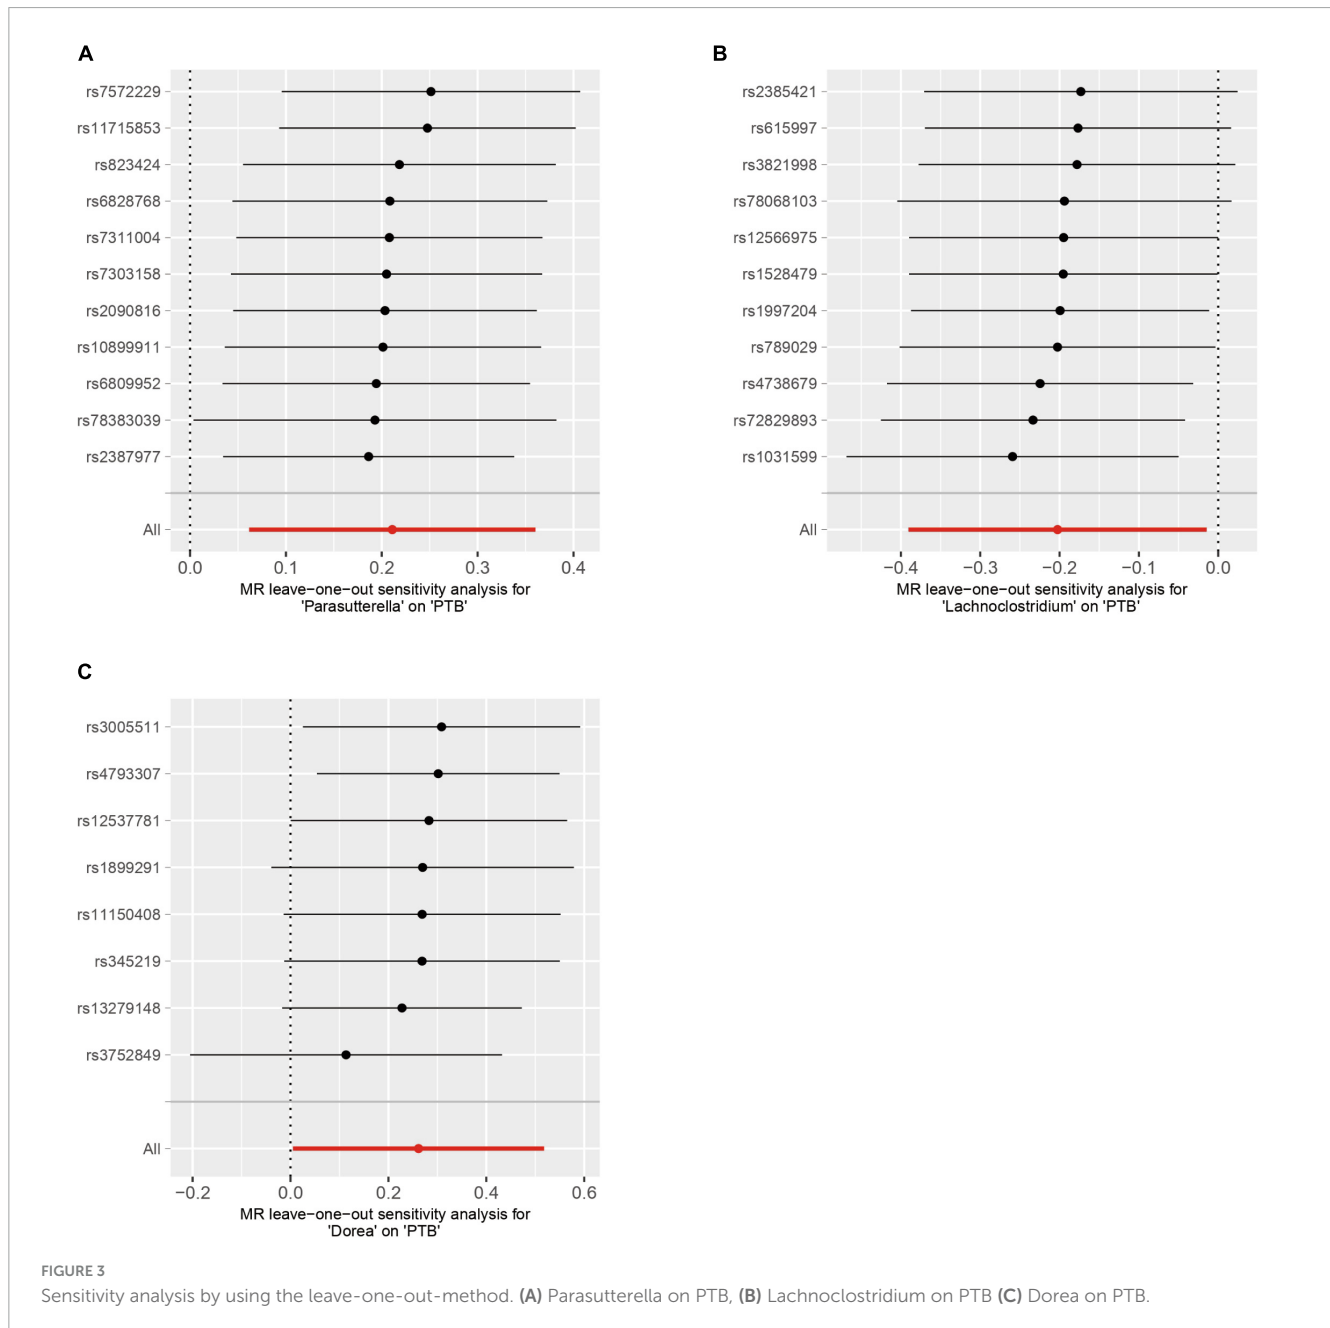 A
rs7572229
rs11715853
rs823424
rs6828768
rs7311004
rs7303158
rs2090816
rs10899911
rs6809952
rs78383039
rs2387977
All
0.0 0.1 0.2 0.3 0.4
MR leave−one−out sensitivity analysis for
'Parasutterella' on 'PTB'
B
rs2385421
rs615997
rs3821998
rs78068103
rs12566975
rs1528479
rs1997204
rs789029
rs4738679
rs72829893
rs1031599
All
−0.4 −0.3 −0.2 −0.1 0.0
MR leave−one−out sensitivity analysis for
'Lachnoclostridium' on 'PTB'
C
rs3005511
rs4793307
rs12537781
rs1899291
rs11150408
rs345219
rs13279148
rs3752849
All
−0.2 0.0 0.2 0.4 0.6
MR leave−one−out sensitivity analysis for
'Dorea' on 'PTB'
FIGURE 3
Sensitivity analysis by using the leave-one-out-method. (A) Parasutterella on PTB, (B) Lachnoclostridium on PTB (C) Dorea on PTB.